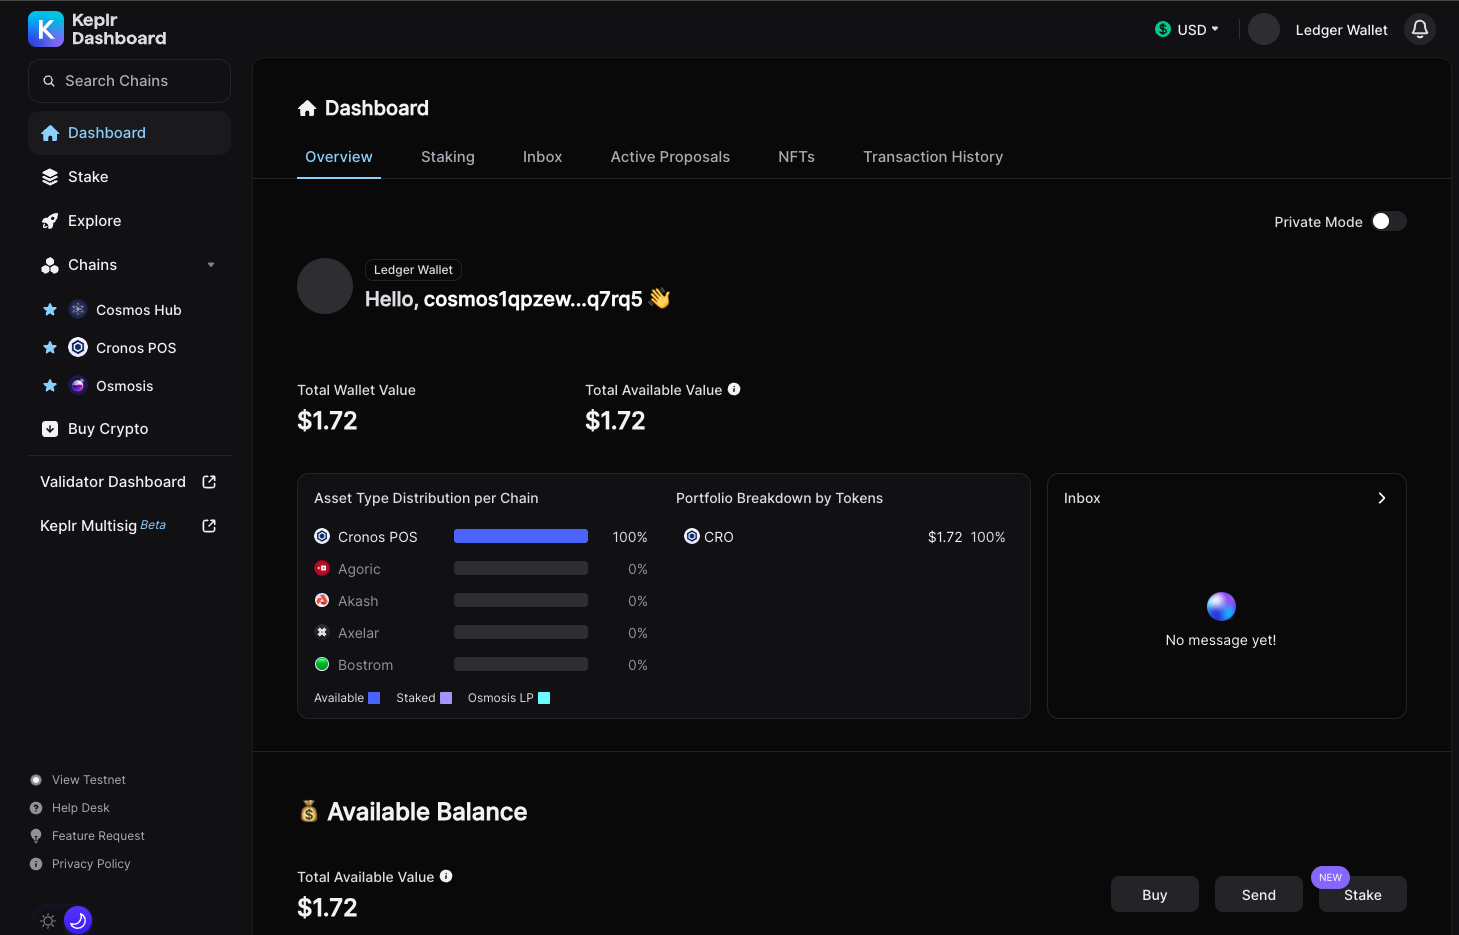 Keplr
Dashboard
USD
Ledger Wallet
Search Chains
Dashboard
Stake
Explore
Chains
Cosmos Hub
Cronos POS
Osmosis
Buy Crypto
Validator Dashboard
Keplr Multisig Beta
View Testnet
Help Desk
Feature Request
Privacy Policy
Dashboard
Overview
Staking
Inbox
Active Proposals
NFTs
Transaction History
Private Mode
Ledger Wallet
Hello, cosmos1qpzew...q7rq5 👋
Total Wallet Value
$1.72
Total Available Value
$1.72
Asset Type Distribution per Chain
Cronos POS 100%
Agoric 0%
Akash 0%
Axelar 0%
Bostrom 0%
Available
Staked
Osmosis LP
Portfolio Breakdown by Tokens
CRO $1.72 100%
Inbox
No message yet!
Available Balance
Total Available Value
$1.72
Buy
Send
NEW
Stake